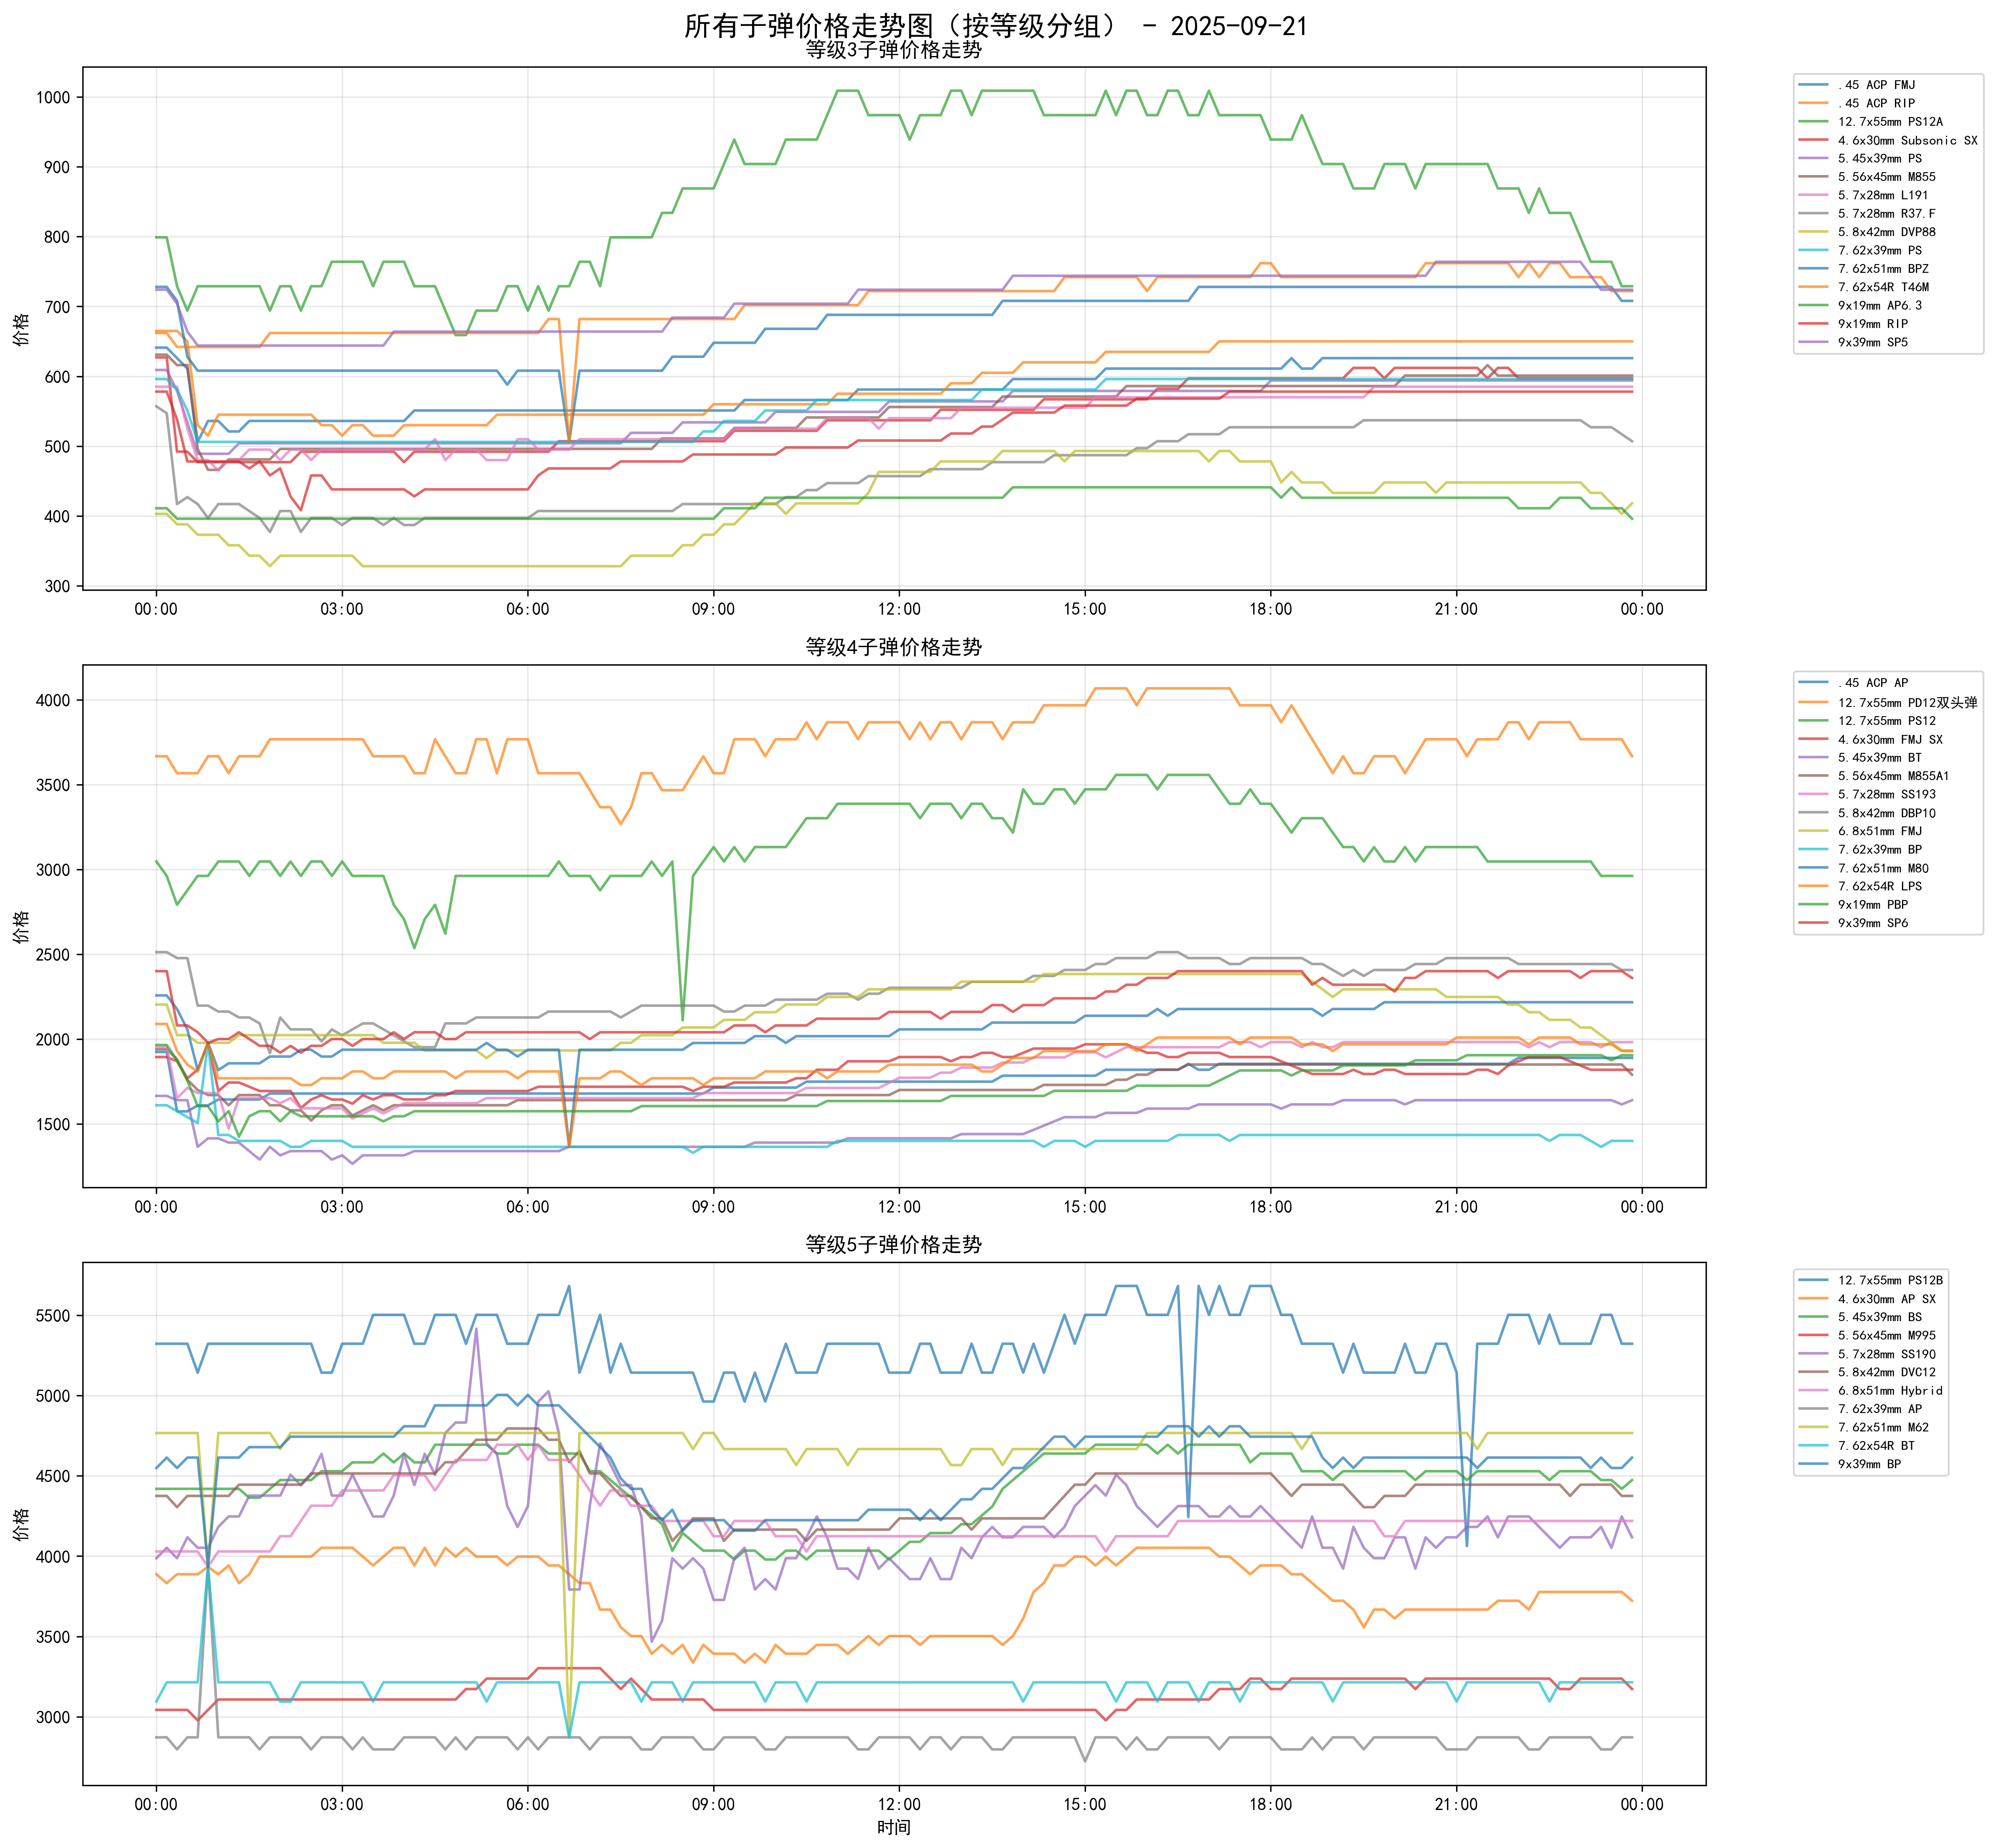 所有子弹价格走势图（按等级分组） - 2025-09-21
等级3子弹价格走势
价格
1000
900
800
700
600
500
400
300
00:00 03:00 06:00 09:00 12:00 15:00 18:00 21:00 00:00
.45 ACP FMJ
.45 ACP RIP
12.7x55mm PS12A
4.6x30mm Subsonic SX
5.45x39mm PS
5.56x45mm M855
5.7x28mm L191
5.7x28mm R37.F
5.8x42mm DVP88
7.62x39mm PS
7.62x51mm BPZ
7.62x54R T46M
9x19mm AP6.3
9x19mm RIP
9x39mm SP5
等级4子弹价格走势
价格
4000
3500
3000
2500
2000
1500
00:00 03:00 06:00 09:00 12:00 15:00 18:00 21:00 00:00
.45 ACP AP
12.7x55mm PD12双头弹
12.7x55mm PS12
4.6x30mm FMJ SX
5.45x39mm BT
5.56x45mm M855A1
5.7x28mm SS193
5.8x42mm DBP10
6.8x51mm FMJ
7.62x39mm BP
7.62x51mm M80
7.62x54R LPS
9x19mm PBP
9x39mm SP6
等级5子弹价格走势
价格
5500
5000
4500
4000
3500
3000
00:00 03:00 06:00 09:00 12:00 15:00 18:00 21:00 00:00
时间
12.7x55mm PS12B
4.6x30mm AP SX
5.45x39mm BS
5.56x45mm M995
5.7x28mm SS190
5.8x42mm DVC12
6.8x51mm Hybrid
7.62x39mm AP
7.62x51mm M62
7.62x54R BT
9x39mm BP